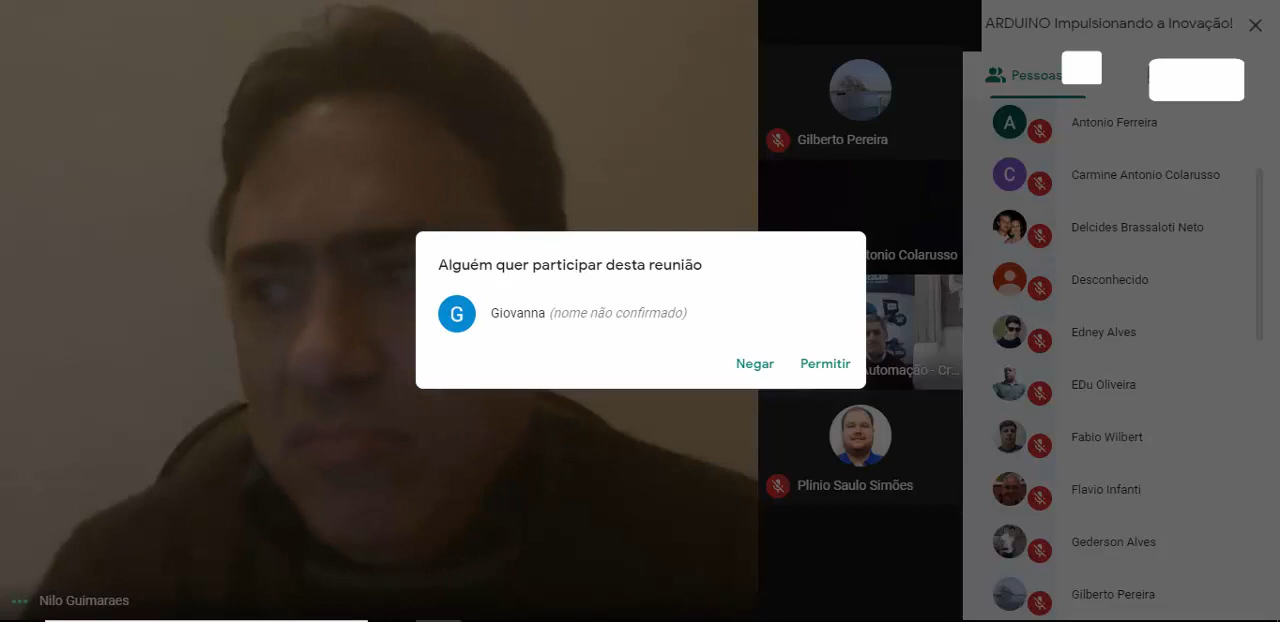 ARDUINO Impulsionando a Inovação!
Pessoas
Alguém quer participar desta reunião
G
Giovanna (nome não confirmado)
Negar
Permitir
Nilo Guimaraes
Gilberto Pereira
tonio Colarusso
utomação - Cr...
Plínio Saulo Simões
A
Antonio Ferreira
C
Carmine Antonio Colarusso
Delcides Brassaloti Neto
Desconhecido
Edney Alves
EDu Oliveira
Fabio Wilbert
Flavio Infanti
Gederson Alves
Gilberto Pereira